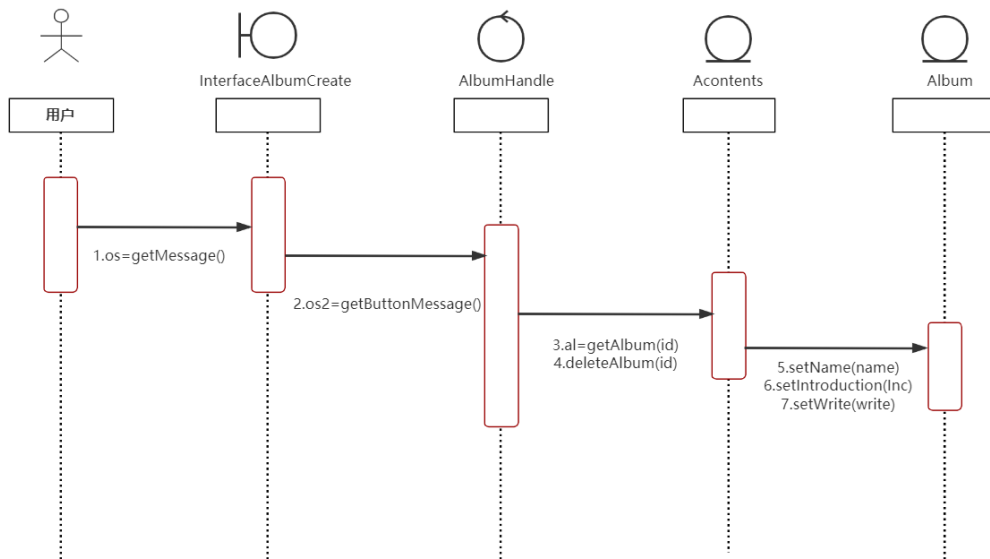 InterfaceAlbumCreate
AlbumHandle
Acontents
Album
用户
1.os=getMessage()
2.os2=getButtonMessage()
3.al=getAlbum(id)
4.deleteAlbum(id)
5.setName(name)
6.setIntroduction(Inc)
7.setWrite(write)